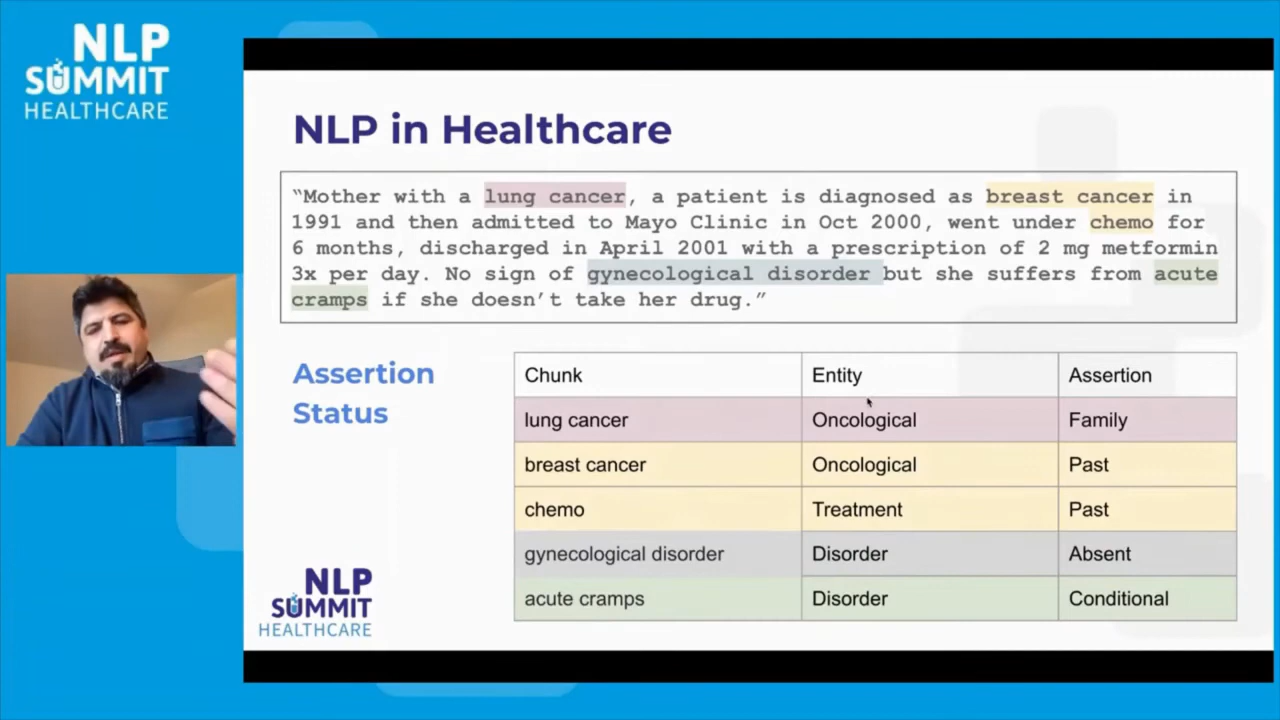 NLP
SUMMIT
HEALTHCARE
NLP in Healthcare
“Mother with a lung cancer, a patient is diagnosed as breast cancer in
1991 and then admitted to Mayo Clinic in Oct 2000, went under chemo for
6 months, discharged in April 2001 with a prescription of 2 mg metformin
3x per day. No sign of gynecological disorder but she suffers from acute
cramps if she doesn’t take her drug.”
Assertion
Status
Chunk Entity Assertion
lung cancer Oncological Family
breast cancer Oncological Past
chemo Treatment Past
gynecological disorder Disorder Absent
acute cramps Disorder Conditional
NLP
SUMMIT
HEALTHCARE